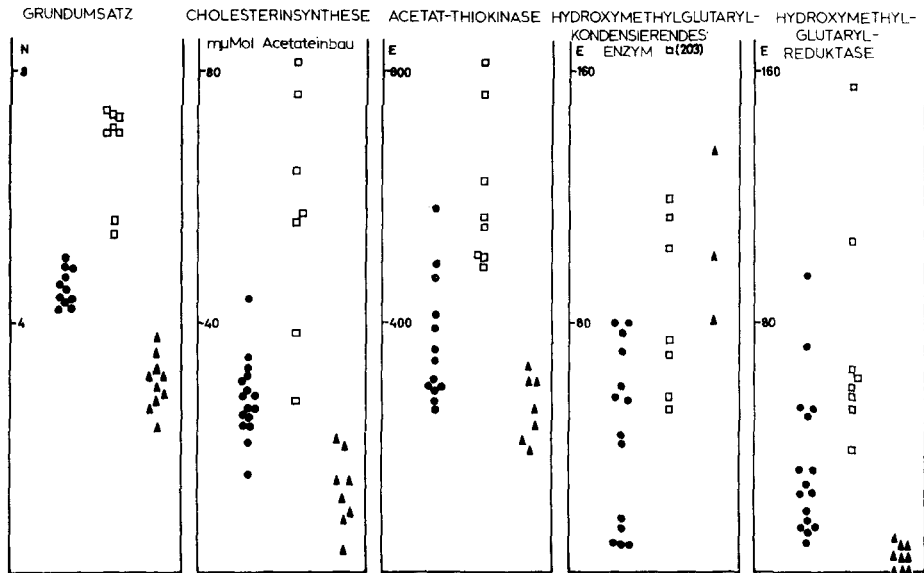 GRUNDUMSATZ
N
8
4
CHOLESTERINSYNTHESE
mµMol Acetateinbau
80
40
ACETAT-THIOKINASE
E
800
400
HYDROXYMETHYLGLUTARYL-
KONDENSIERENDES
ENZYM
(203)
E
160
80
HYDROXYMETHYL-
GLUTARYL-
REDUKTASE
E
160
80